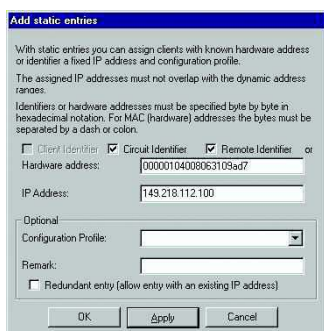 Add static entries
With static entries you can assign clients with known hardware address
or identifier a fixed IP address and configuration profile.
The assigned IP addresses must not overlap with the dynamic address
ranges.
Identifiers or hardware addresses must be specified byte by byte in
hexadecimal notation. For MAC (hardware) addresses the bytes must be
separated by a dash or colon.
Client Identifier Circuit Identifier Remote Identifier or
Hardware address: 00000104008063109ad7
IP Address: 149.218.112.100
Optional
Configuration Profile:
Remark:
Redundant entry (allow entry with an existing IP address)
OK Apply Cancel